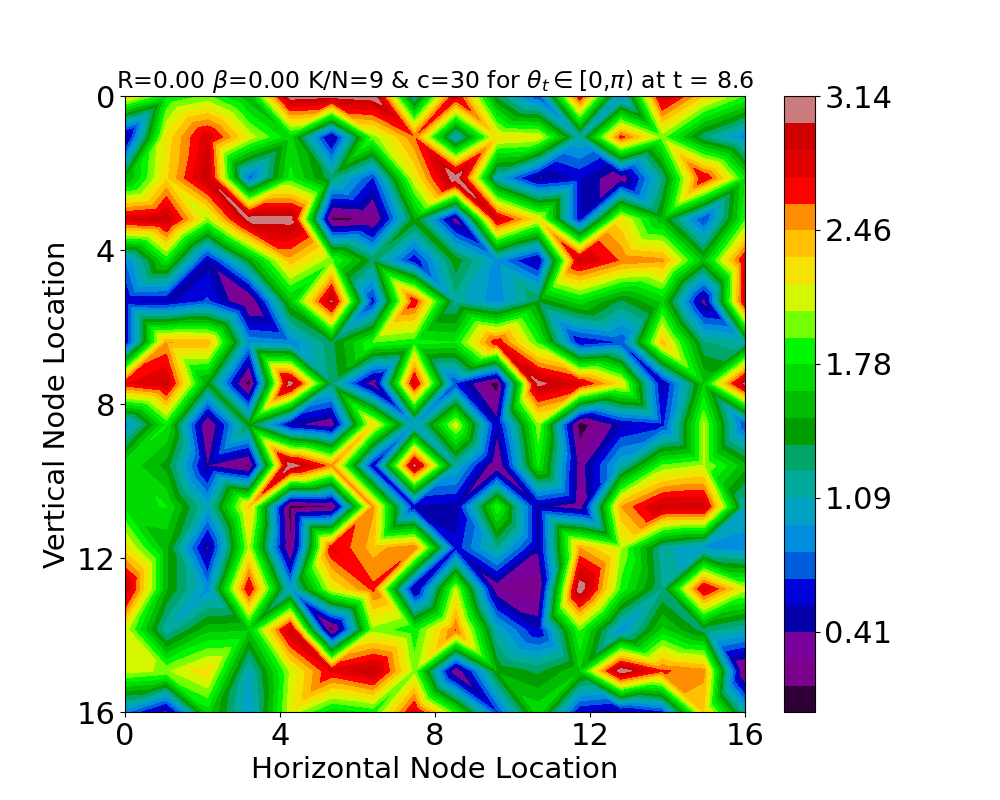 R=0.00 β=0.00 K/N=9 & c=30 for θₜ ∈ [0,π) at t = 8.6
0
4
8
12
16
0 4 8 12 16
Vertical Node Location
Horizontal Node Location
3.14
2.46
1.78
1.09
0.41